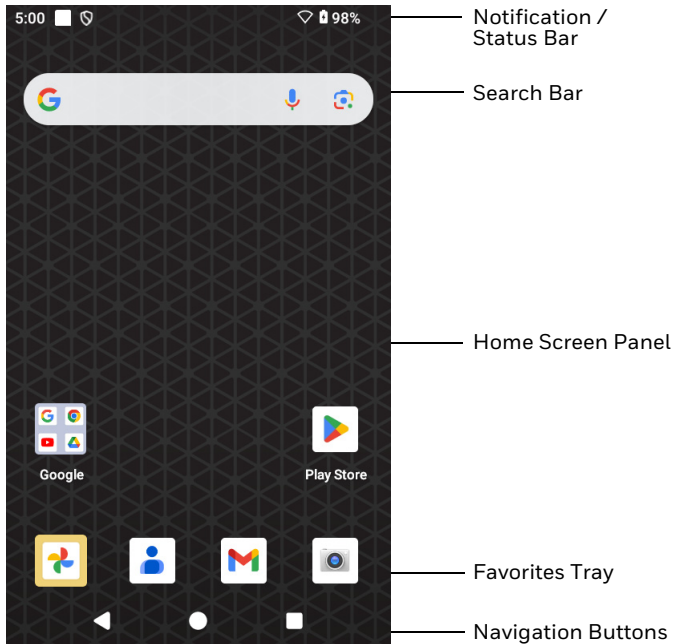 5:00
98%
Notification /
Status Bar
Search Bar
Home Screen Panel
Google
Play Store
Favorites Tray
Navigation Buttons